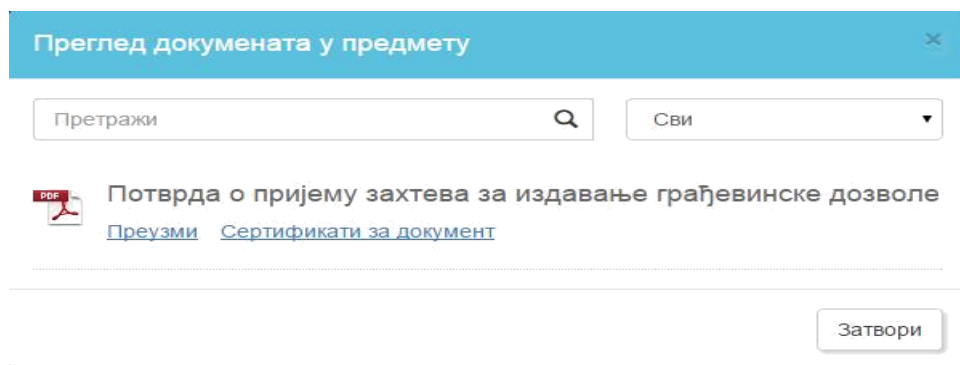 Преглед докумената у предмету ×
Претражи Сви
PDF
Потврда о пријему захтева за издавање грађевинске дозволе
Преузми Сертификати за документ
Затвори